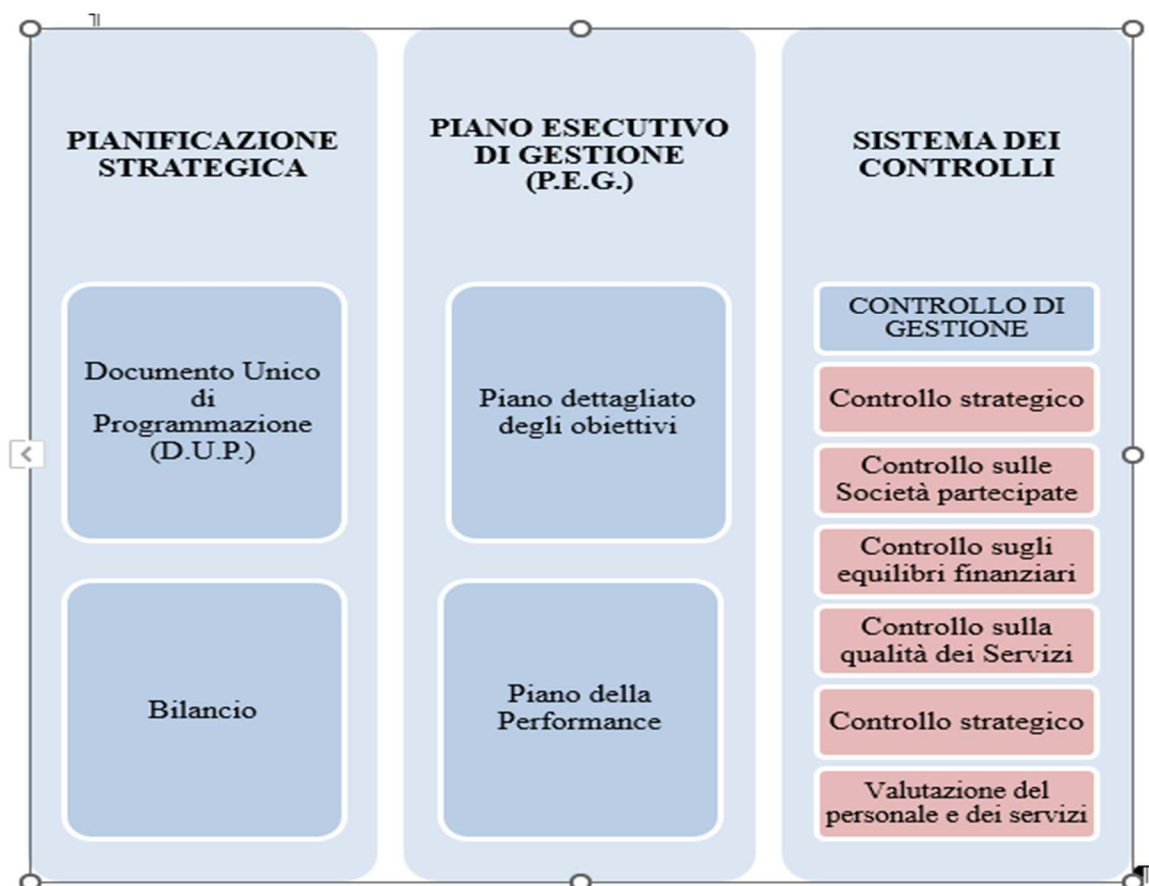 PIANIFICAZIONE
STRATEGICA
Documento Unico
di
Programmazione
(D.U.P.)
Bilancio
PIANO ESECUTIVO
DI GESTIONE
(P.E.G.)
Piano dettagliato
degli obiettivi
Piano della
Performance
SISTEMA DEI
CONTROLLI
CONTROLLO DI
GESTIONE
Controllo strategico
Controllo sulle
Società partecipate
Controllo sugli
equilibri finanziari
Controllo sulla
qualità dei Servizi
Controllo strategico
Valutazione del
personale e dei servizi